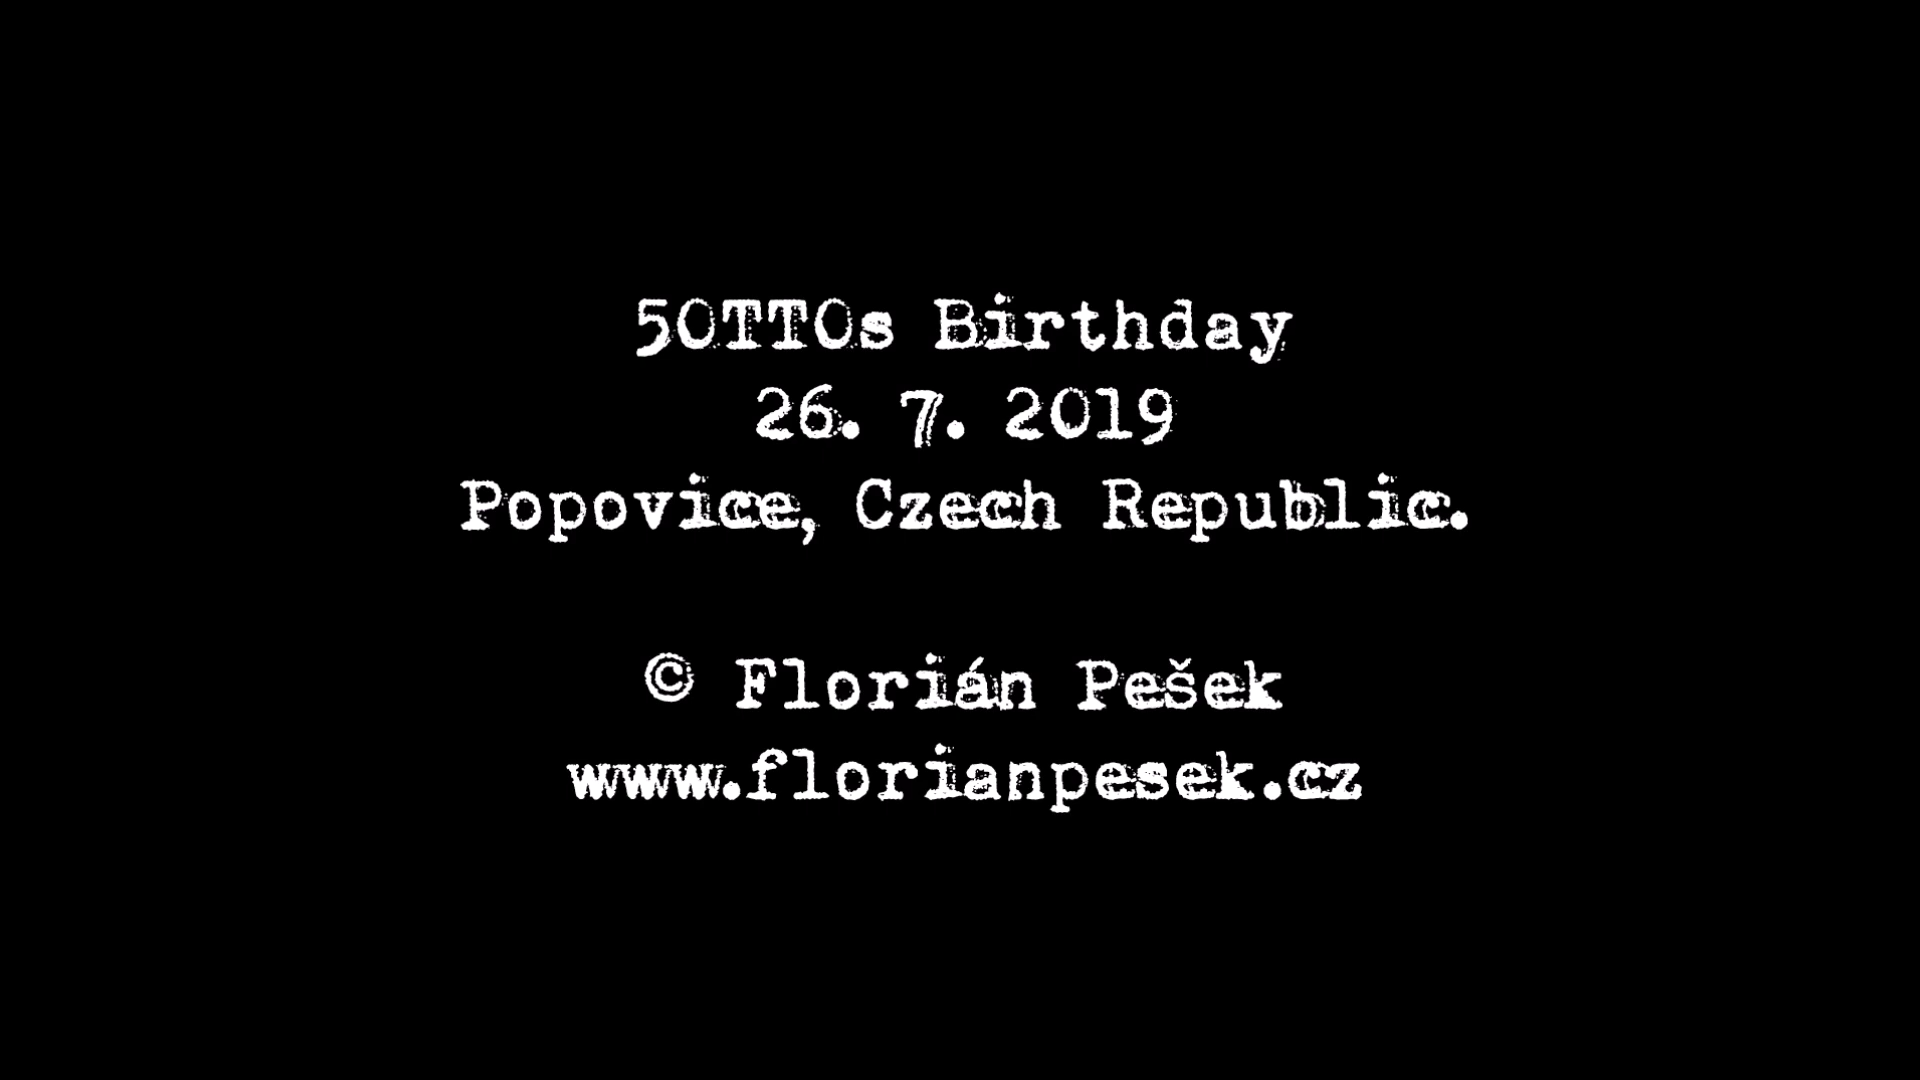 5OTTOs Birthday
26. 7. 2019
Popovice, Czech Republic.
© Florián Pešek
www.florianpesek.cz